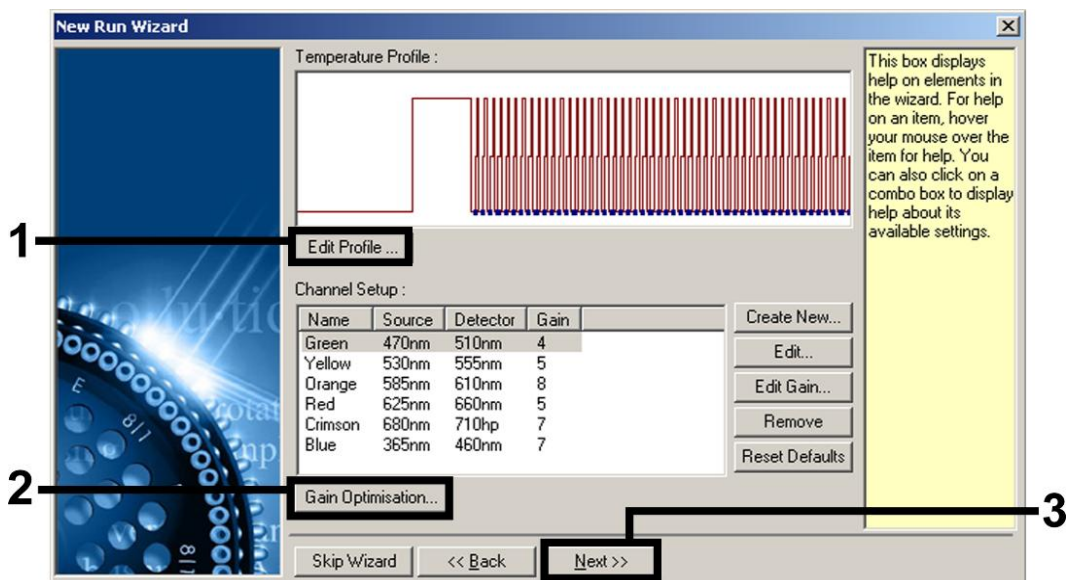 New Run Wizard
Temperature Profile :
This box displays
help on elements in
the wizard. For help
on an item, hover
your mouse over the
item for help. You
can also click on a
combo box to display
help about its
available settings.
1
Edit Profile ...
Channel Setup :
Name Source Detector Gain
Green 470nm 510nm 4
Yellow 530nm 555nm 5
Orange 585nm 610nm 8
Red 625nm 660nm 5
Crimson 680nm 710hp 7
Blue 365nm 460nm 7
Create New...
Edit...
Edit Gain...
Remove
Reset Defaults
2
Gain Optimisation...
3
Skip Wizard
<< Back
Next >>